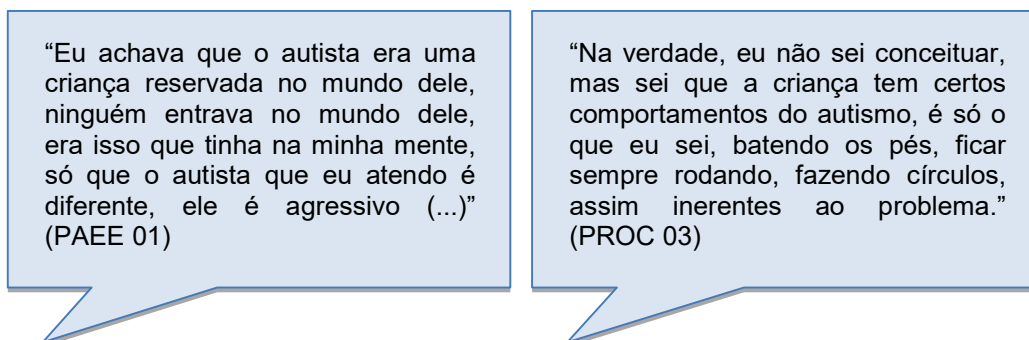 “Eu achava que o autista era uma
criança reservada no mundo dele,
ninguém entrava no mundo dele,
era isso que tinha na minha mente,
só que o autista que eu atendo é
diferente, ele é agressivo (...)”
(PAEE 01)
“Na verdade, eu não sei conceituar,
mas sei que a criança tem certos
comportamentos do autismo, é só o
que eu sei, batendo os pés, ficar
sempre rodando, fazendo círculos,
assim inerentes ao problema.”
(PROC 03)